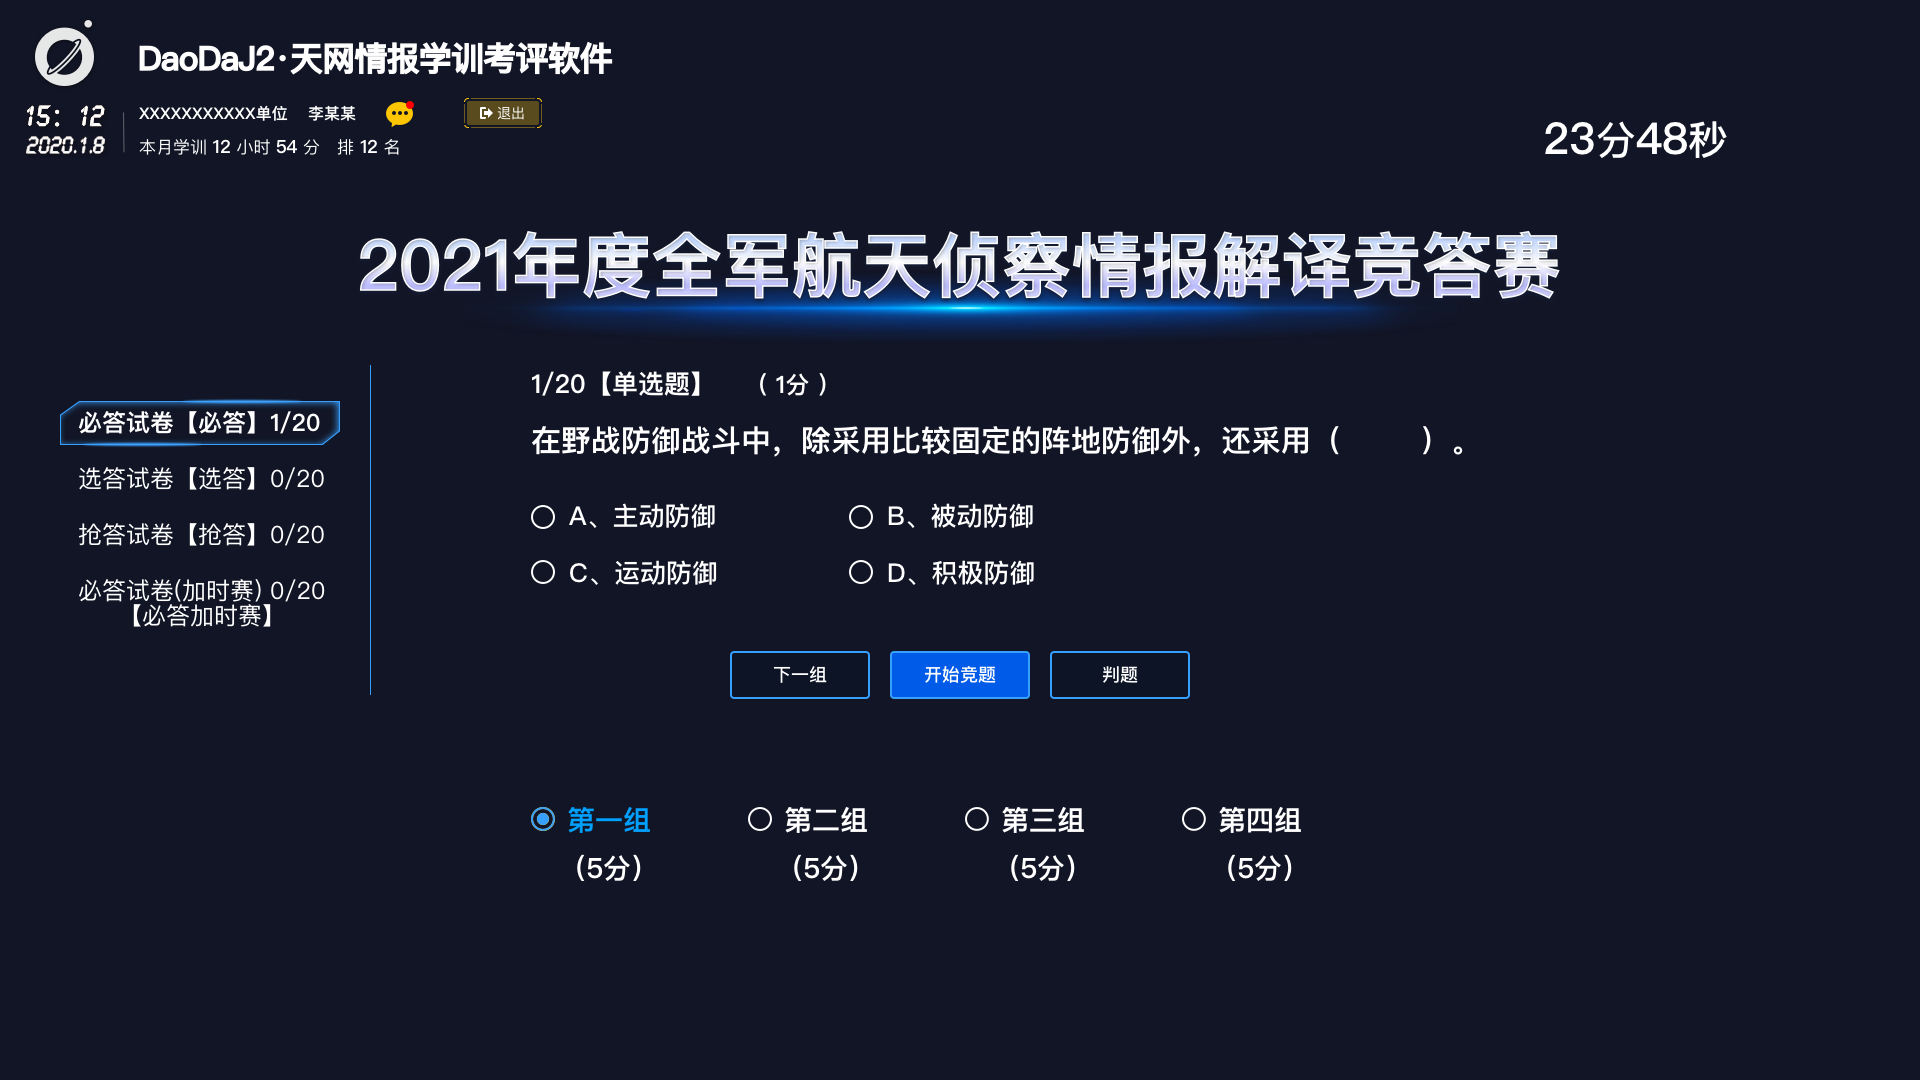 DaoDaJ2·天网情报学训考评软件
15: 12
2020.1.8
XXXXXXXXXXX单位 李某某
退出
本月学训 12 小时 54 分 排 12 名
23分48秒
2021年度全军航天侦察情报解译竞答赛
必答试卷【必答】1/20
选答试卷【选答】0/20
抢答试卷【抢答】0/20
必答试卷(加时赛) 0/20
【必答加时赛】
1/20【单选题】 （ 1分 ）
在野战防御战斗中，除采用比较固定的阵地防御外，还采用（ ）。
A、主动防御
B、被动防御
C、运动防御
D、积极防御
下一组
开始竞题
判题
第一组
第二组
第三组
第四组
（5分）
（5分）
（5分）
（5分）